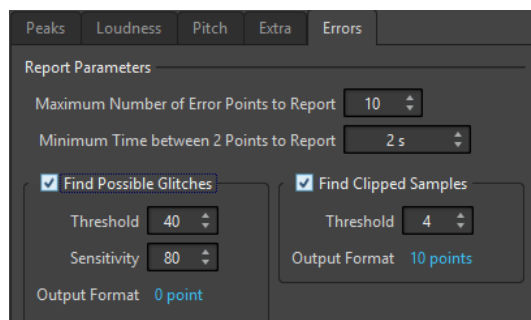 Peaks Loudness Pitch Extra Errors
Report Parameters
Maximum Number of Error Points to Report 10
Minimum Time between 2 Points to Report 2 s
Find Possible Glitches
Threshold 40
Sensitivity 80
Output Format 0 point
Find Clipped Samples
Threshold 4
Output Format 10 points